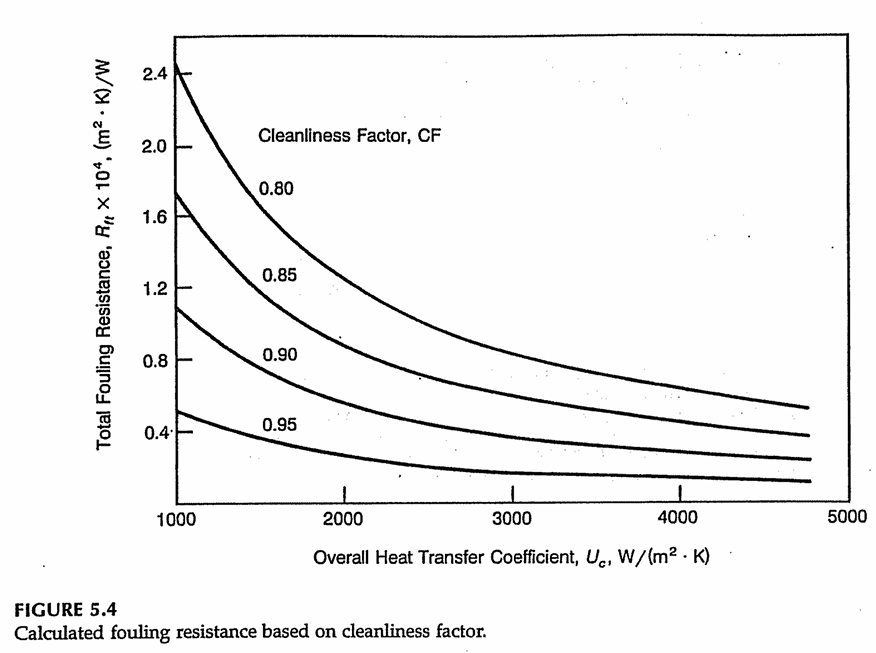 Total Fouling Resistance, R_ft × 10⁴, (m² · K)/W
2.4
2.0
1.6
1.2
0.8
0.4
Cleanliness Factor, CF
0.80
0.85
0.90
0.95
1000 2000 3000 4000 5000
Overall Heat Transfer Coefficient, U_c, W/(m² · K)
FIGURE 5.4
Calculated fouling resistance based on cleanliness factor.